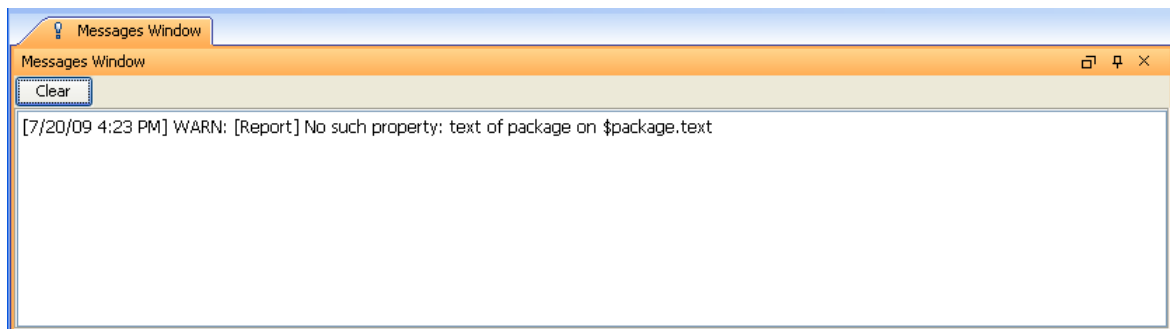 Messages Window
Messages Window
Clear
[7/20/09 4:23 PM] WARN: [Report] No such property: text of package on $package.text